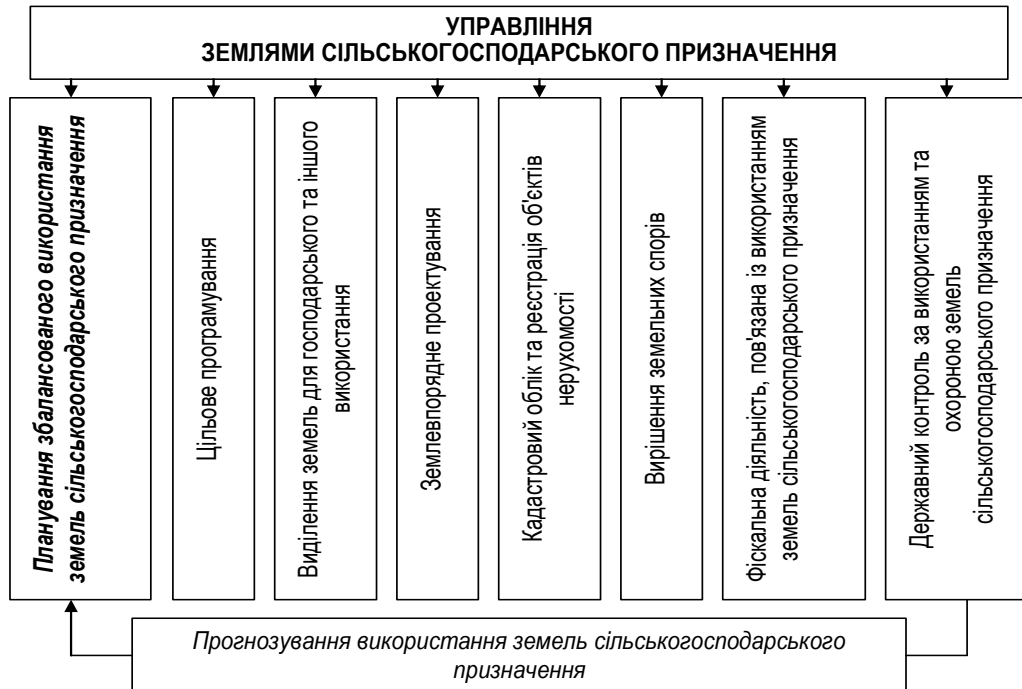 УПРАВЛІННЯ
ЗЕМЛЯМИ СІЛЬСЬКОГОСПОДАРСЬКОГО ПРИЗНАЧЕННЯ
Планування збалансованого використання
земель сільськогосподарського призначення
Цільове програмування
Виділення земель для господарського та іншого
використання
Землевпорядне проектування
Кадастровий облік та реєстрація об'єктів
нерухомості
Вирішення земельних спорів
Фіскальна діяльність, пов'язана із використанням
земель сільськогосподарського призначення
Державний контроль за використанням та
охороною земель
сільськогосподарського призначення
Прогнозування використання земель сільськогосподарського
призначення